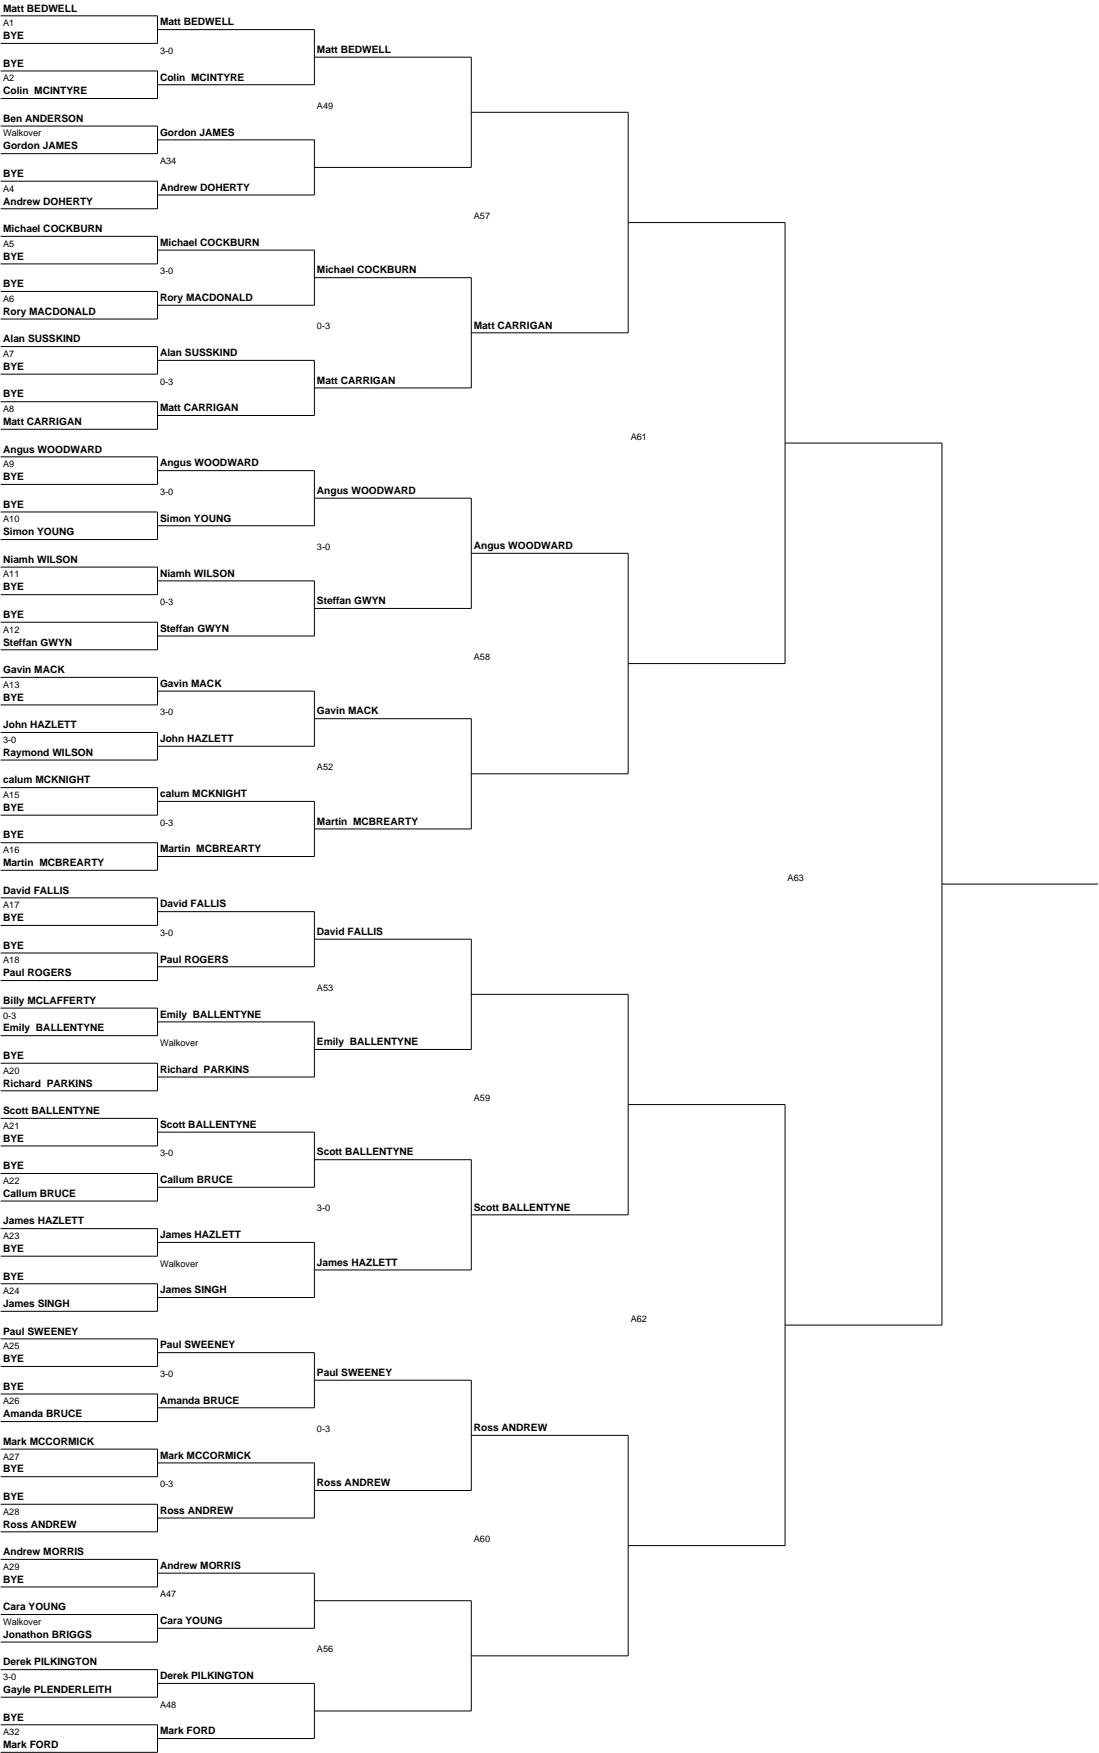 Matt BEDWELL
A1
BYE
Matt BEDWELL
3-0
BYE
A2
Colin  MCINTYRE
Colin  MCINTYRE
Matt BEDWELL
A49
Ben ANDERSON
Walkover
Gordon JAMES
Gordon JAMES
A34
BYE
A4
Andrew DOHERTY
Andrew DOHERTY
A57
Michael COCKBURN
A5
BYE
Michael COCKBURN
3-0
BYE
A6
Rory MACDONALD
Rory MACDONALD
Michael COCKBURN
0-3
Matt CARRIGAN
Alan SUSSKIND
A7
BYE
Alan SUSSKIND
0-3
BYE
A8
Matt CARRIGAN
Matt CARRIGAN
Matt CARRIGAN
A61
Angus WOODWARD
A9
BYE
Angus WOODWARD
3-0
BYE
A10
Simon YOUNG
Simon YOUNG
Angus WOODWARD
3-0
Angus WOODWARD
Niamh WILSON
A11
BYE
Niamh WILSON
0-3
BYE
A12
Steffan GWYN
Steffan GWYN
Steffan GWYN
A58
Gavin MACK
A13
BYE
Gavin MACK
3-0
John HAZLETT
3-0
Raymond WILSON
John HAZLETT
Gavin MACK
A52
calum MCKNIGHT
A15
BYE
calum MCKNIGHT
0-3
BYE
A16
Martin  MCBREARTY
Martin  MCBREARTY
Martin  MCBREARTY
A63
David FALLIS
A17
BYE
David FALLIS
3-0
BYE
A18
Paul ROGERS
Paul ROGERS
David FALLIS
A53
Billy MCLAFFERTY
0-3
Emily  BALLENTYNE
Emily  BALLENTYNE
Walkover
BYE
A20
Richard  PARKINS
Richard  PARKINS
Emily  BALLENTYNE
A59
Scott BALLENTYNE
A21
BYE
Scott BALLENTYNE
3-0
BYE
A22
Callum BRUCE
Callum BRUCE
Scott BALLENTYNE
3-0
Scott BALLENTYNE
James HAZLETT
A23
BYE
James HAZLETT
Walkover
BYE
A24
James SINGH
James SINGH
James HAZLETT
A62
Paul SWEENEY
A25
BYE
Paul SWEENEY
3-0
BYE
A26
Amanda BRUCE
Amanda BRUCE
Paul SWEENEY
0-3
Ross ANDREW
Mark MCCORMICK
A27
BYE
Mark MCCORMICK
0-3
BYE
A28
Ross ANDREW
Ross ANDREW
Ross ANDREW
A60
Andrew MORRIS
A29
BYE
Andrew MORRIS
A47
Cara YOUNG
Walkover
Jonathon BRIGGS
Cara YOUNG
A56
Derek PILKINGTON
3-0
Gayle PLENDERLEITH
Derek PILKINGTON
A48
BYE
A32
Mark FORD
Mark FORD